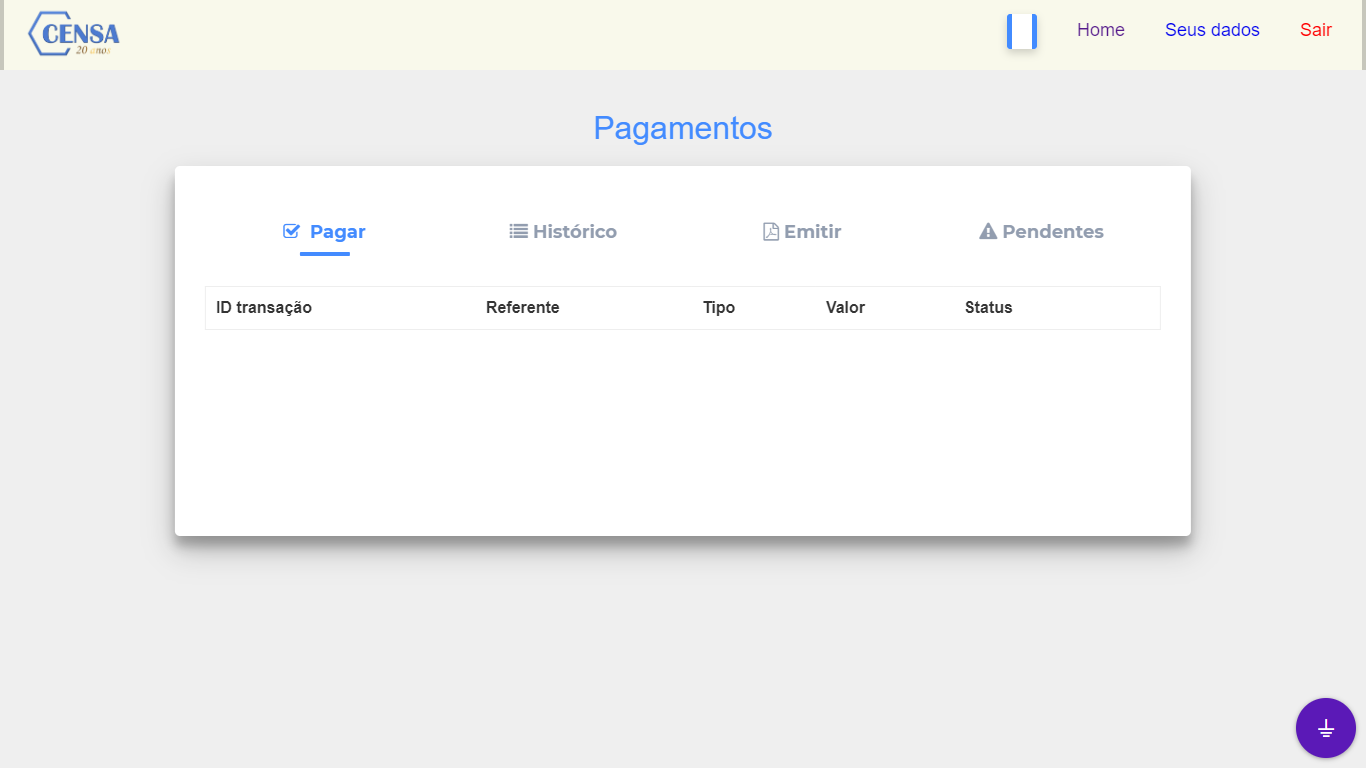 CENSA
20 anos
Home Seus dados Sair
Pagamentos
Pagar Histórico Emitir Pendentes
ID transação Referente Tipo Valor Status